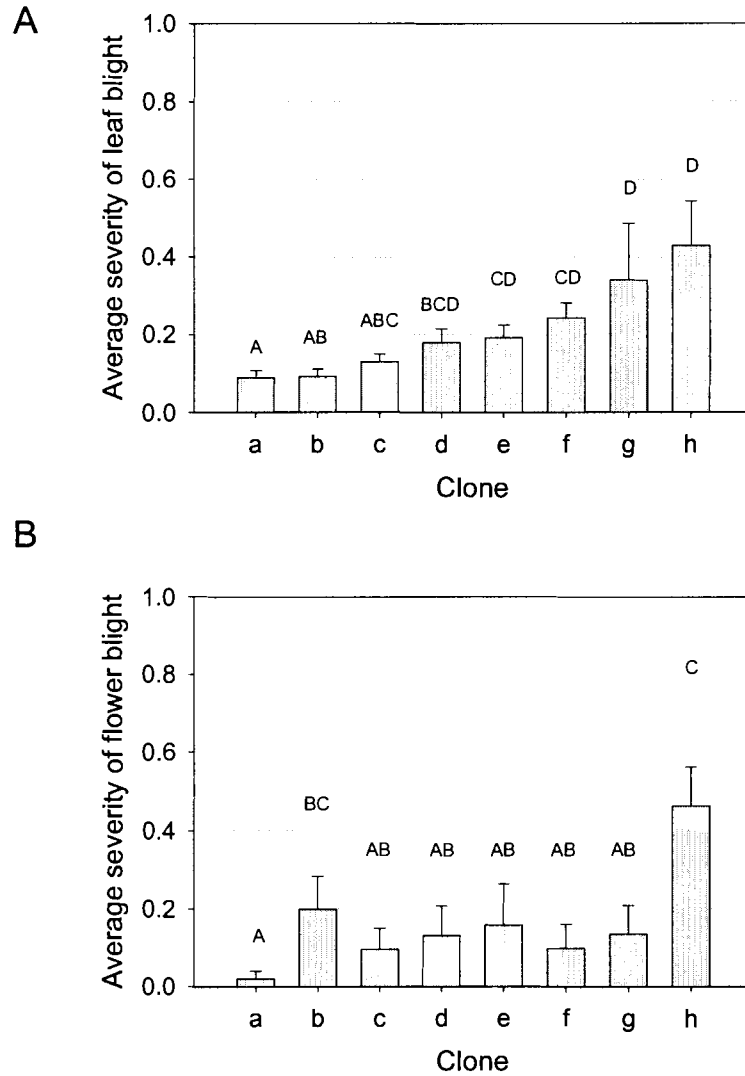 A
Average severity of leaf blight
1.0
0.8
0.6
0.4
0.2
0.0
A AB ABC BCD CD CD D D
a b c d e f g h
Clone
B
Average severity of flower blight
1.0
0.8
0.6
0.4
0.2
0.0
A BC AB AB AB AB AB C
a b c d e f g h
Clone